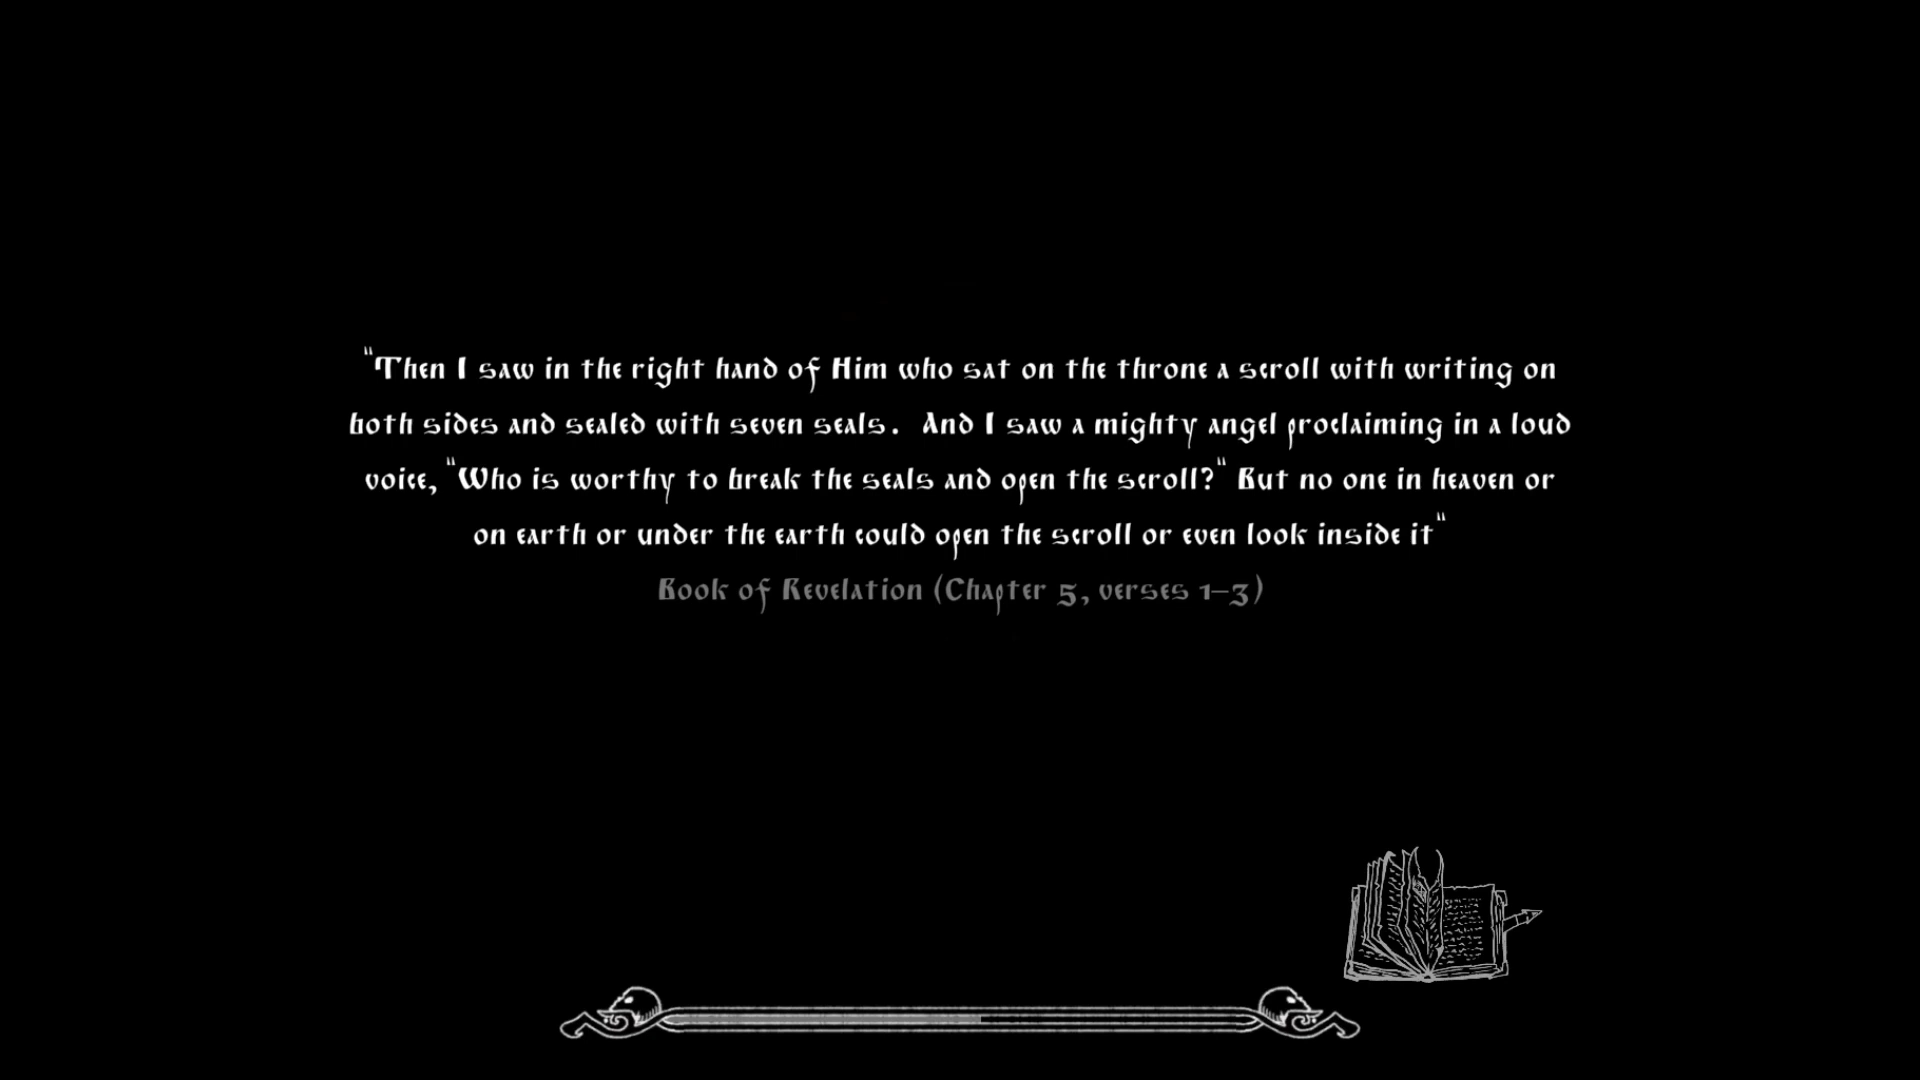 "Then I saw in the right hand of Him who sat on the throne a scroll with writing on
both sides and sealed with seven seals.  And I saw a mighty angel proclaiming in a loud
voice, "Who is worthy to break the seals and open the scroll?" But no one in heaven or
on earth or under the earth could open the scroll or even look inside it"
Book of Revelation (Chapter 5, verses 1–3)